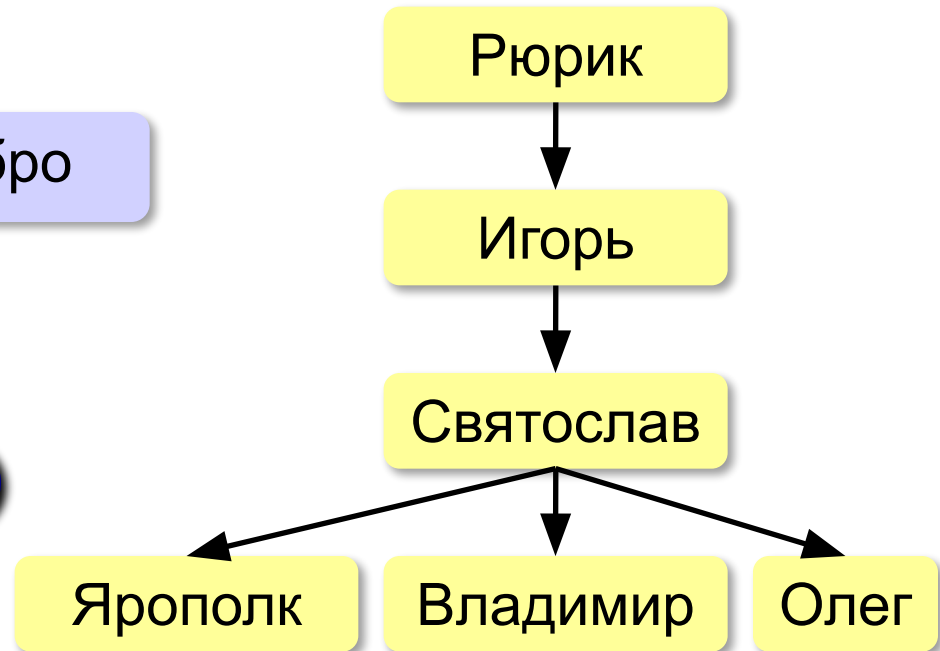 Рюрик
бро
Игорь
Святослав
Ярополк
Владимир
Олег